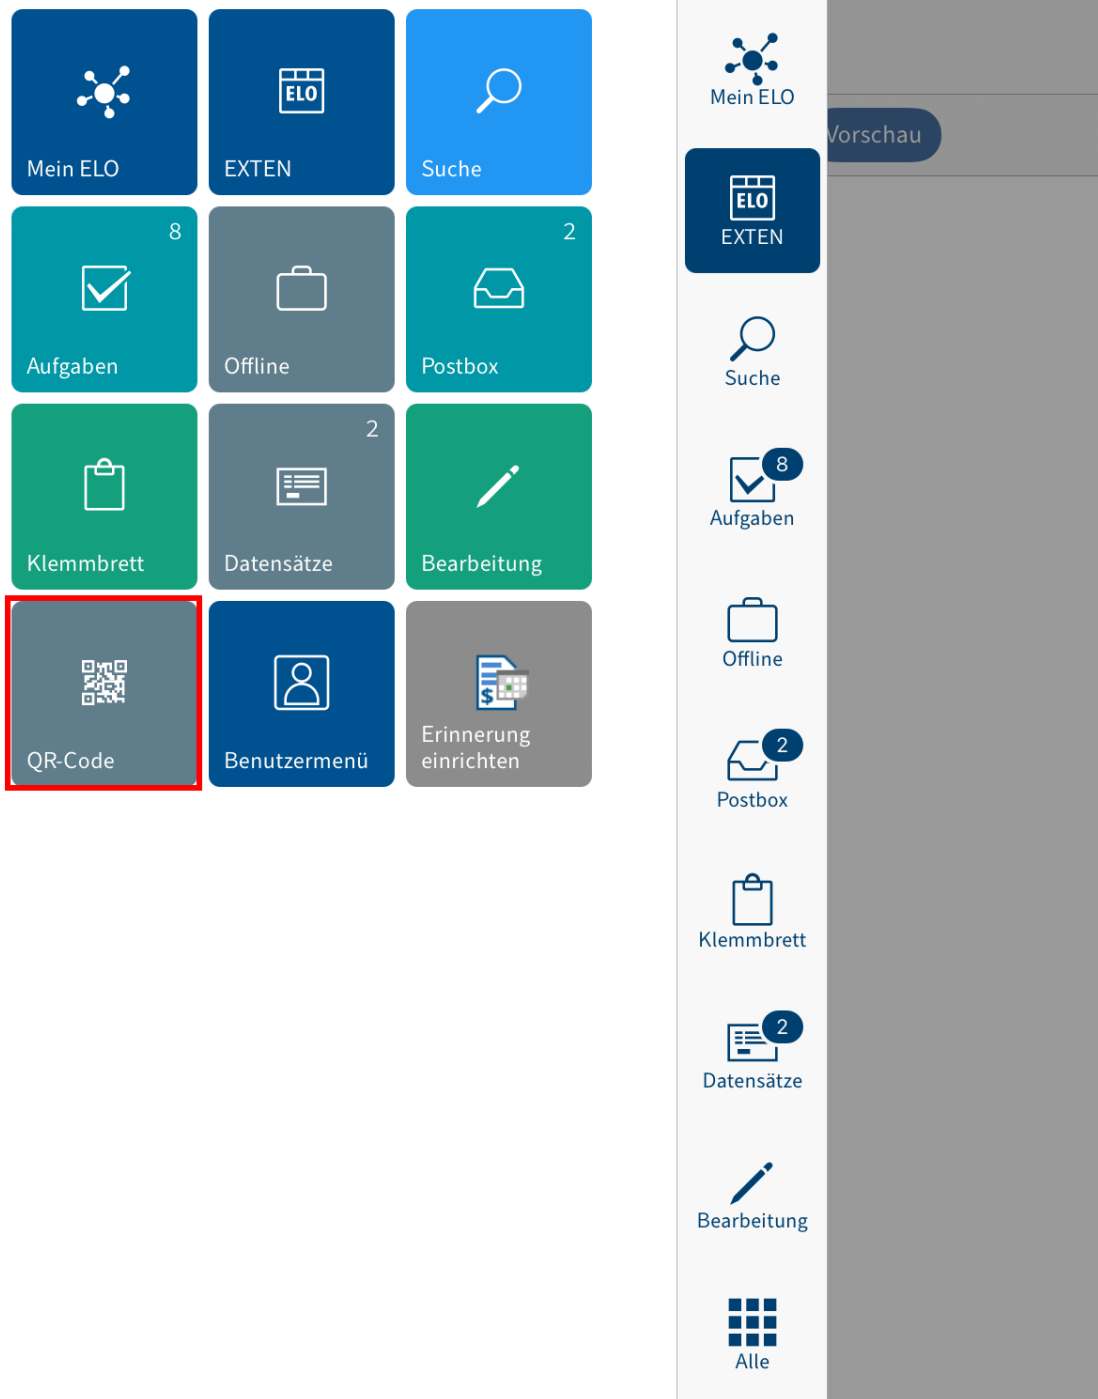 Mein ELO
ELO
EXTEN
Suche
8
Aufgaben
Offline
2
Postbox
Klemmbrett
2
Datensätze
Bearbeitung
QR-Code
Benutzermenü
$
Erinnerung
einrichten
Mein ELO
ELO
EXTEN
Suche
8
Aufgaben
Offline
2
Postbox
Klemmbrett
2
Datensätze
Bearbeitung
Alle
Vorschau